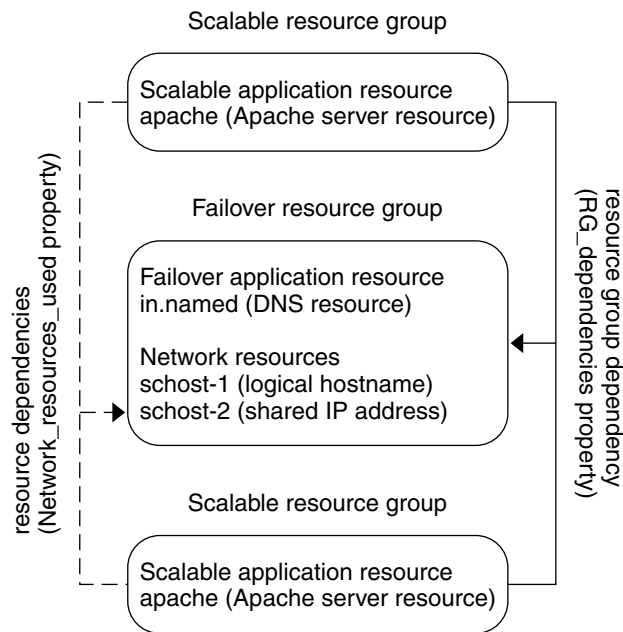 Scalable resource group
Scalable application resource
apache (Apache server resource)
Failover resource group
Failover application resource
in.named (DNS resource)
Network resources
schost-1 (logical hostname)
schost-2 (shared IP address)
Scalable resource group
Scalable application resource
apache (Apache server resource)
resource dependencies
(Network_resources_used property)
resource group dependency
(RG_dependencies property)